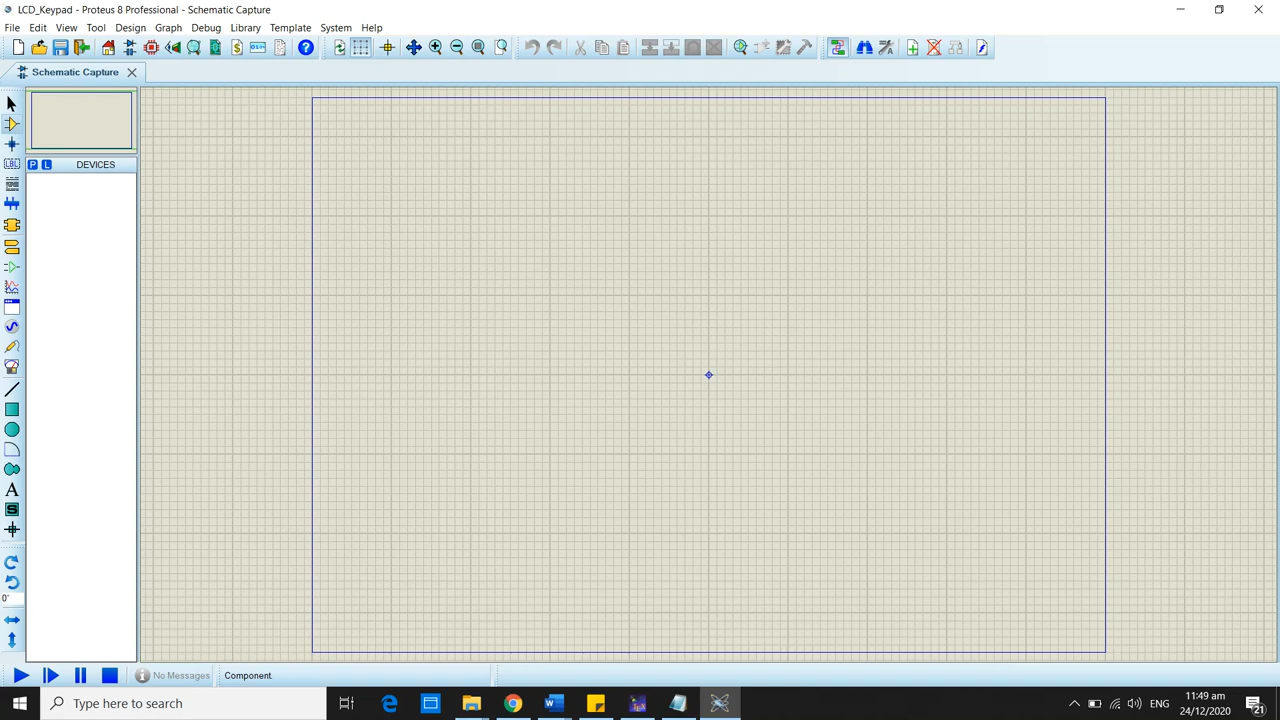 LCD_Keypad - Proteus 8 Professional - Schematic Capture
File Edit View Tool Design Graph Debug Library Template System Help
Schematic Capture
P L DEVICES
LBL
A
S
0°
No Messages
Component
Type here to search
ENG
11:49 am
24/12/2020
21